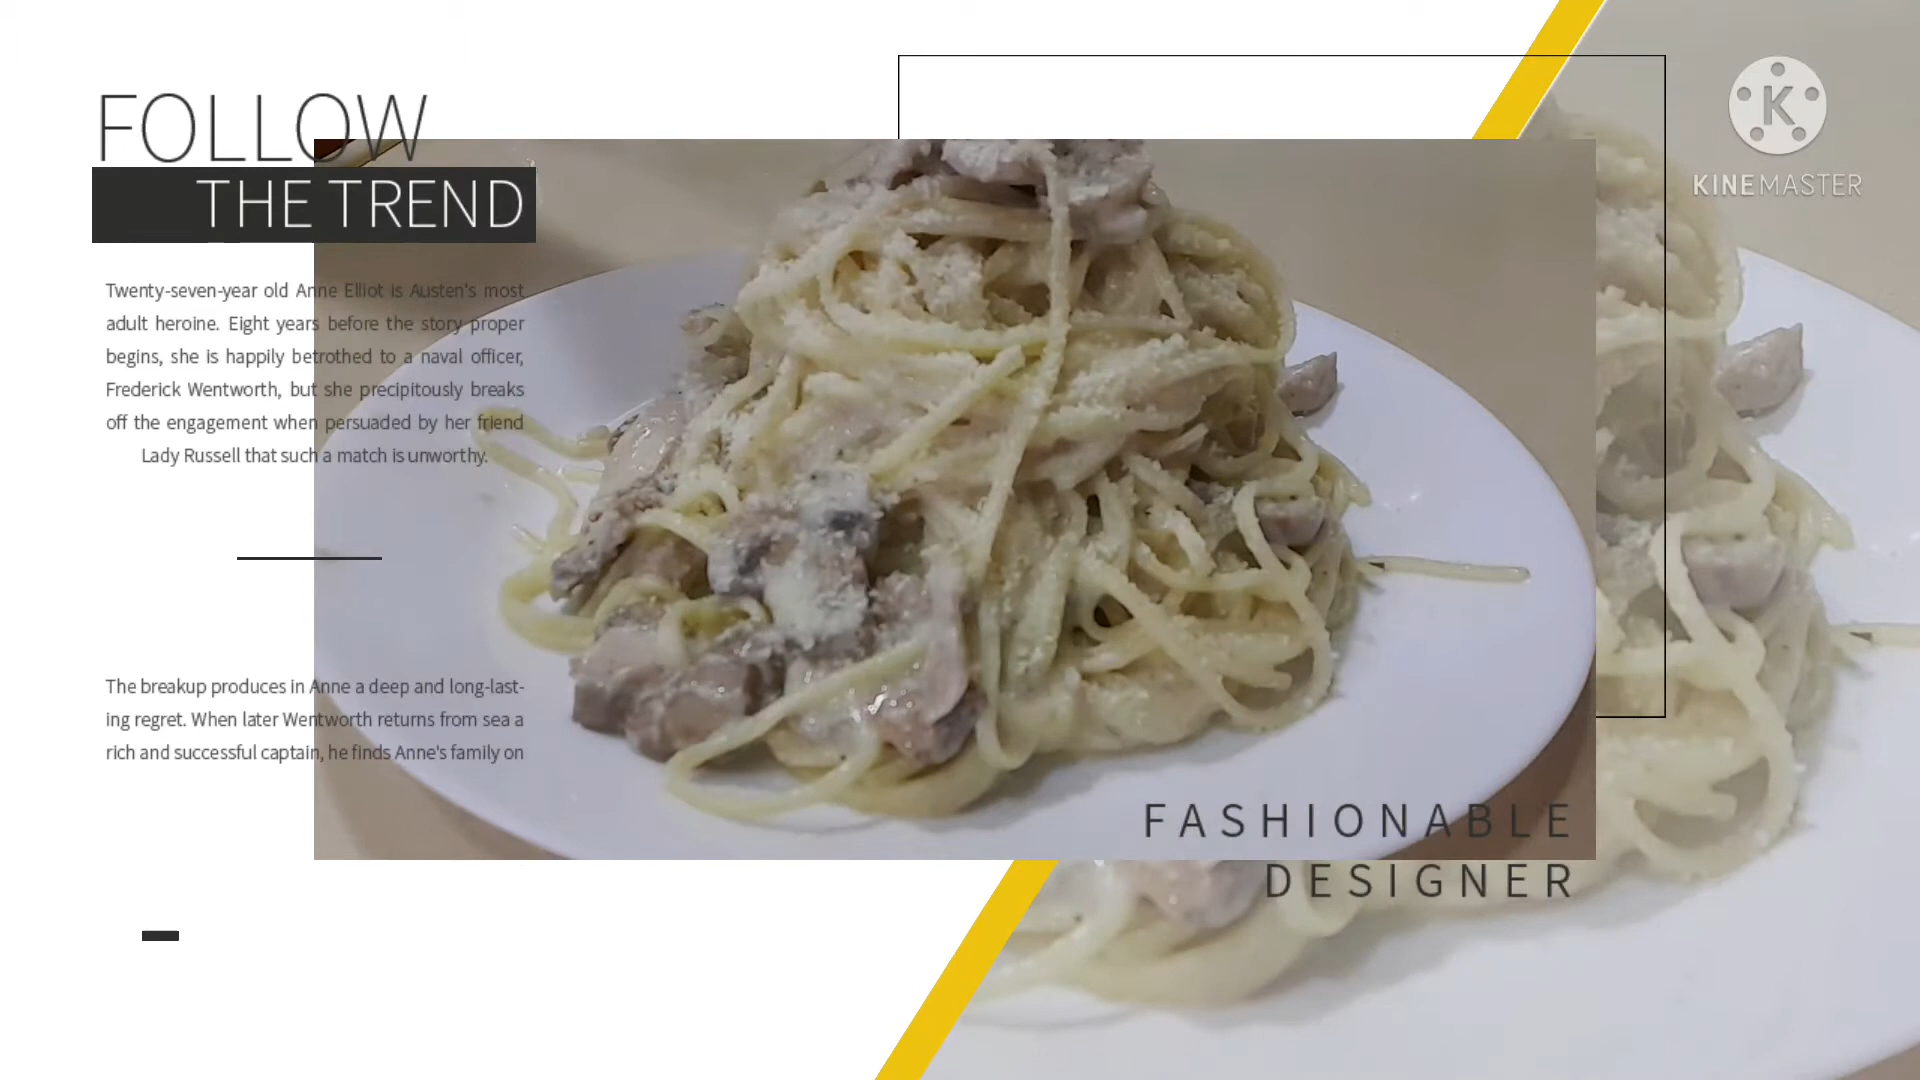 FOLLOW
THE TREND
Twenty-seven-year old Anne Elliot is Austen's most
adult heroine. Eight years before the story proper
begins, she is happily betrothed to a naval officer,
Frederick Wentworth, but she precipitously breaks
off the engagement when persuaded by her friend
Lady Russell that such a match is unworthy.
The breakup produces in Anne a deep and long-last-
ing regret. When later Wentworth returns from sea a
rich and successful captain, he finds Anne's family on
FASHIONABLE
DESIGNER
K
KINEMASTER